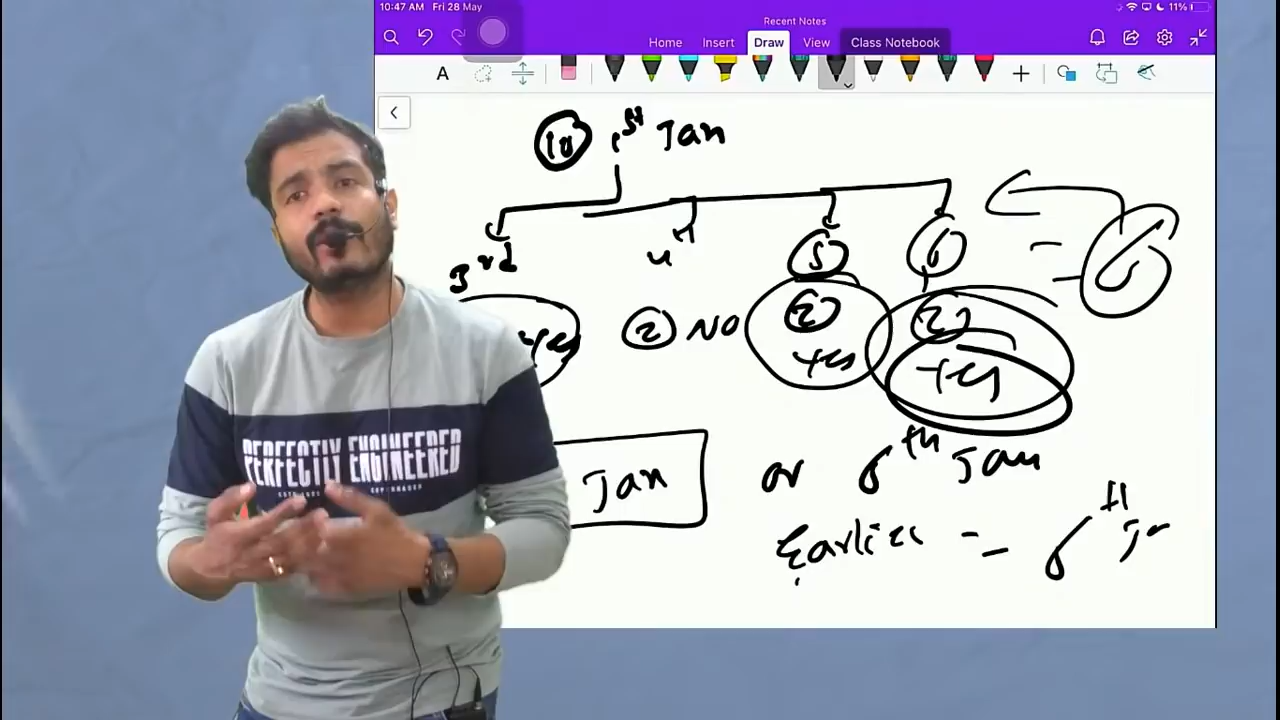 10:47 AM Fri 28 May
11%
Recent Notes
Home Insert Draw View Class Notebook
A
10 1st Jan
3rd 4th 5 6 6
Yes 2 NO 2 Yes 2 Yes
Jan or 6th Jan
Earlier = 6th Ja
PERFECTLY ENGINEERED